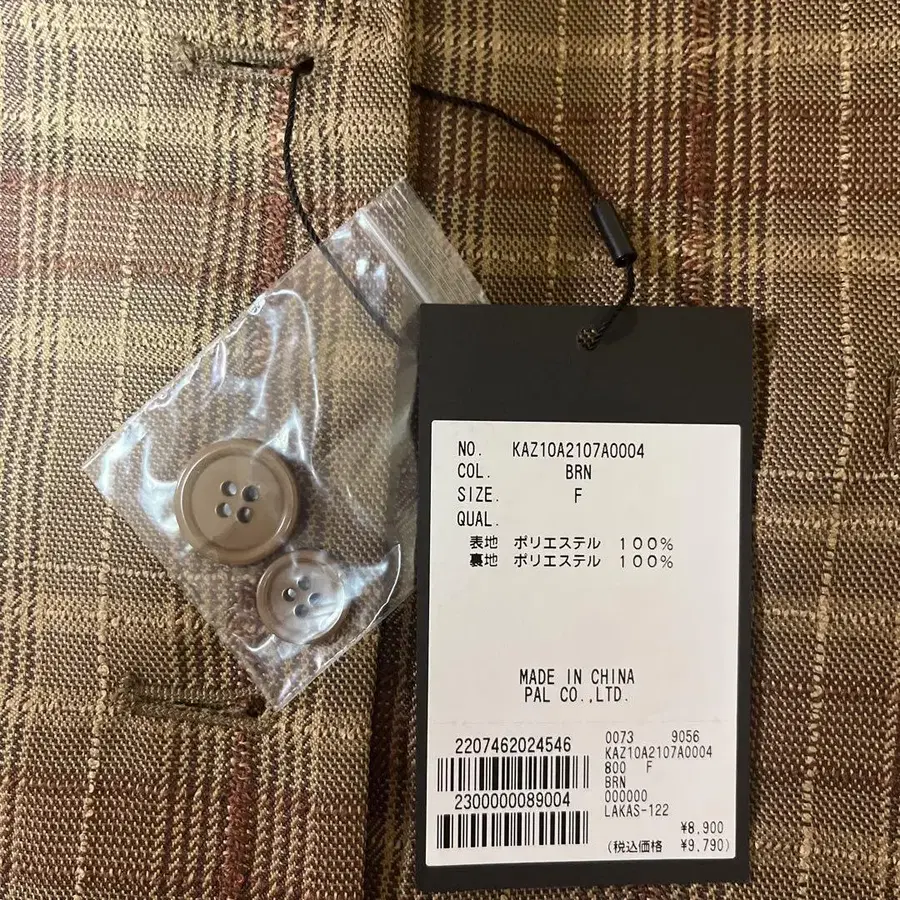 NO. KAZ10A2107A0004
COL. BRN
SIZE. F
QUAL.
表地 ポリエステル 100%
裏地 ポリエステル 100%
MADE IN CHINA
PAL CO.,LTD.
2207462024546
2300000089004
0073 9056
KAZ10A2107A0004
800 F
BRN
000000
LAKAS-122
¥8,900
(税込価格 ¥9,790)